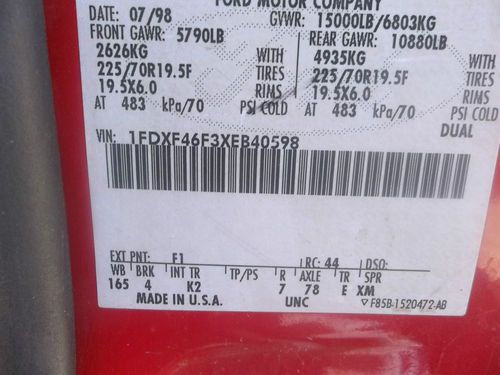 FORD MOTOR COMPANY
DATE: 07/98 GVWR: 15000LB/6803KG
FRONT GAWR: 5790LB REAR GAWR: 10880LB
2626KG WITH 4935KG WITH
225/70R19.5F TIRES 225/70R19.5F TIRES
19.5X6.0 RIMS 19.5X6.0 RIMS
AT 483 kPa/70 PSI COLD AT 483 kPa/70 PSI COLD
DUAL
VIN: 1FDXF46F3XEB40598
EXT PNT: F1 RC: 44 DSO:
WB BRK INT TR TP/PS R AXLE TR SPR
165 4 K2 7 78 E XM
MADE IN U.S.A. UNC ▽ F85B-1520472-AB